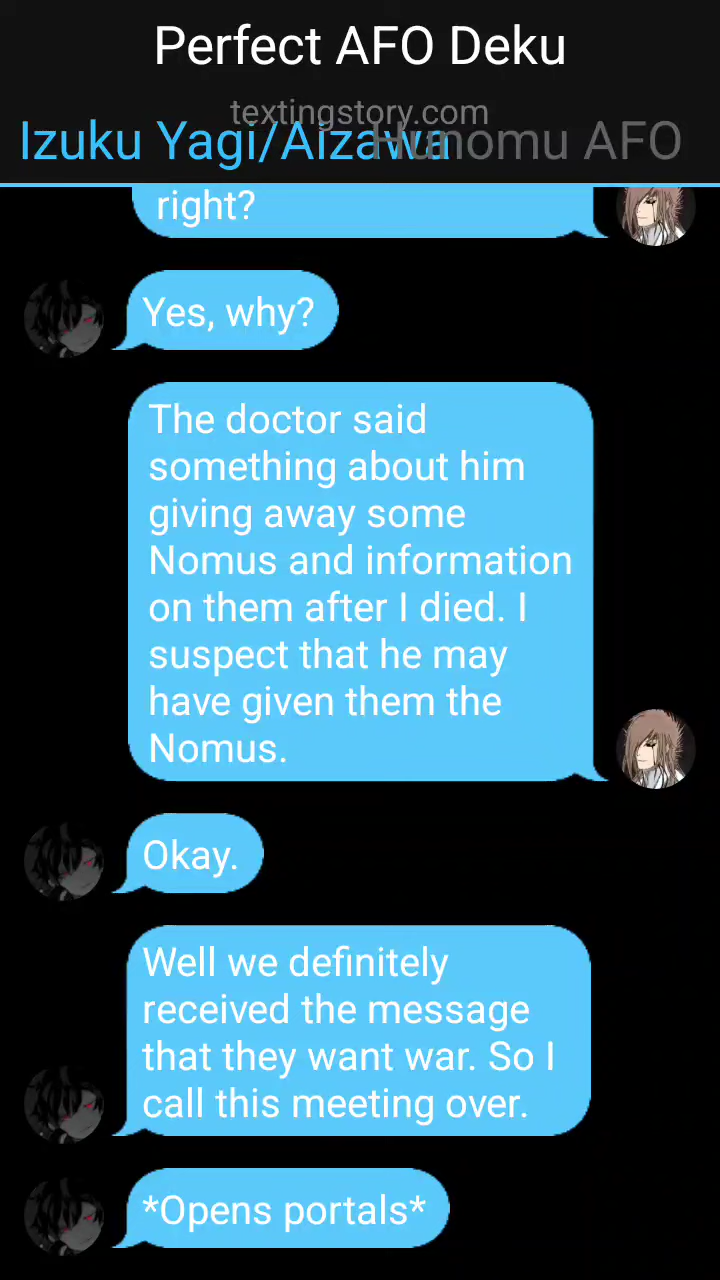 Perfect AFO Deku
textingstory.com
Izuku Yagi/Aizawa
Hunomu AFO
right?
Yes, why?
The doctor said
something about him
giving away some
Nomus and information
on them after I died. I
suspect that he may
have given them the
Nomus.
Okay.
Well we definitely
received the message
that they want war. So I
call this meeting over.
*Opens portals*